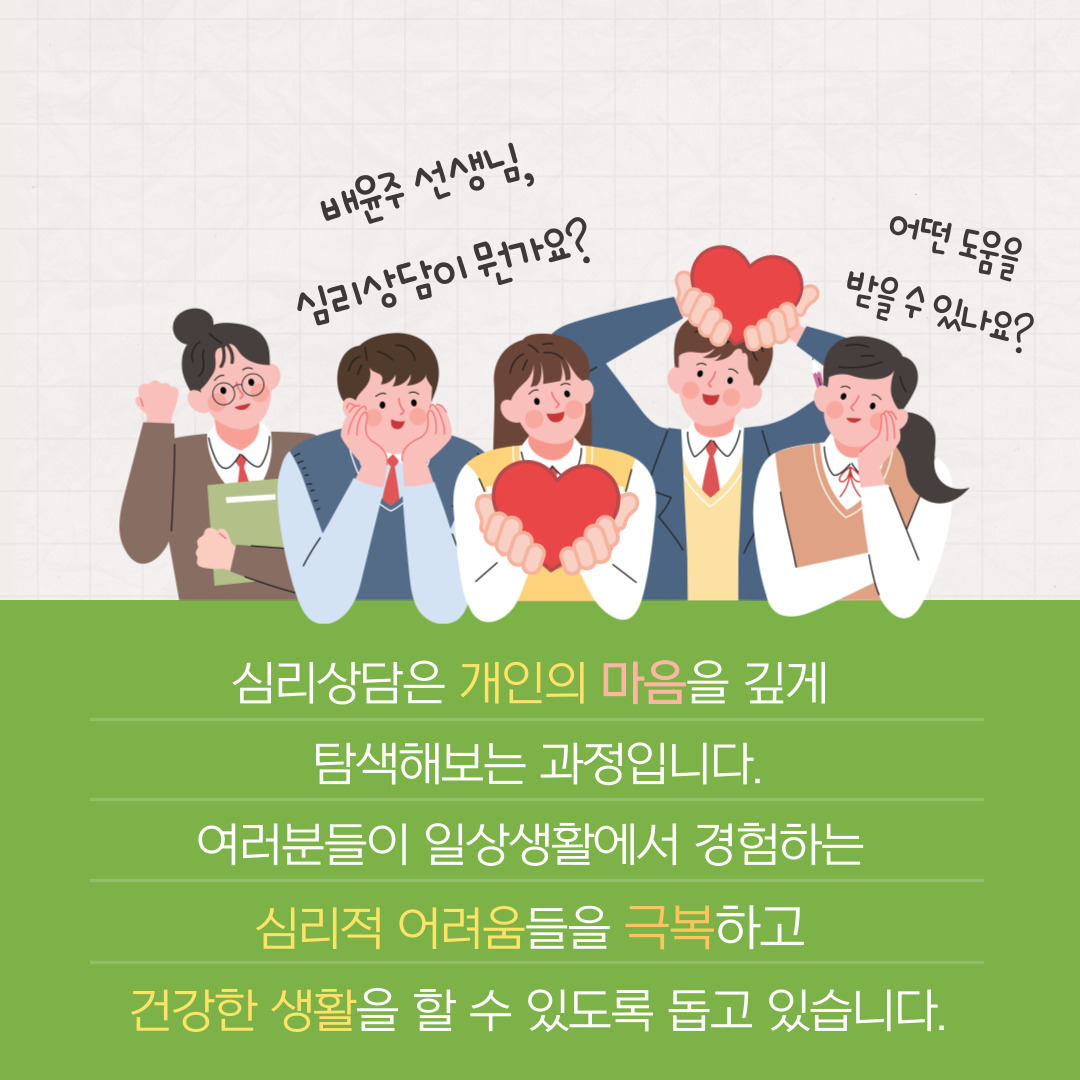 배윤주 선생님,
심리상담이 뭔가요?
어떤 도움을
받을 수 있나요?
심리상담은 개인의 마음을 깊게
탐색해보는 과정입니다.
여러분들이 일상생활에서 경험하는
심리적 어려움들을 극복하고
건강한 생활을 할 수 있도록 돕고 있습니다.